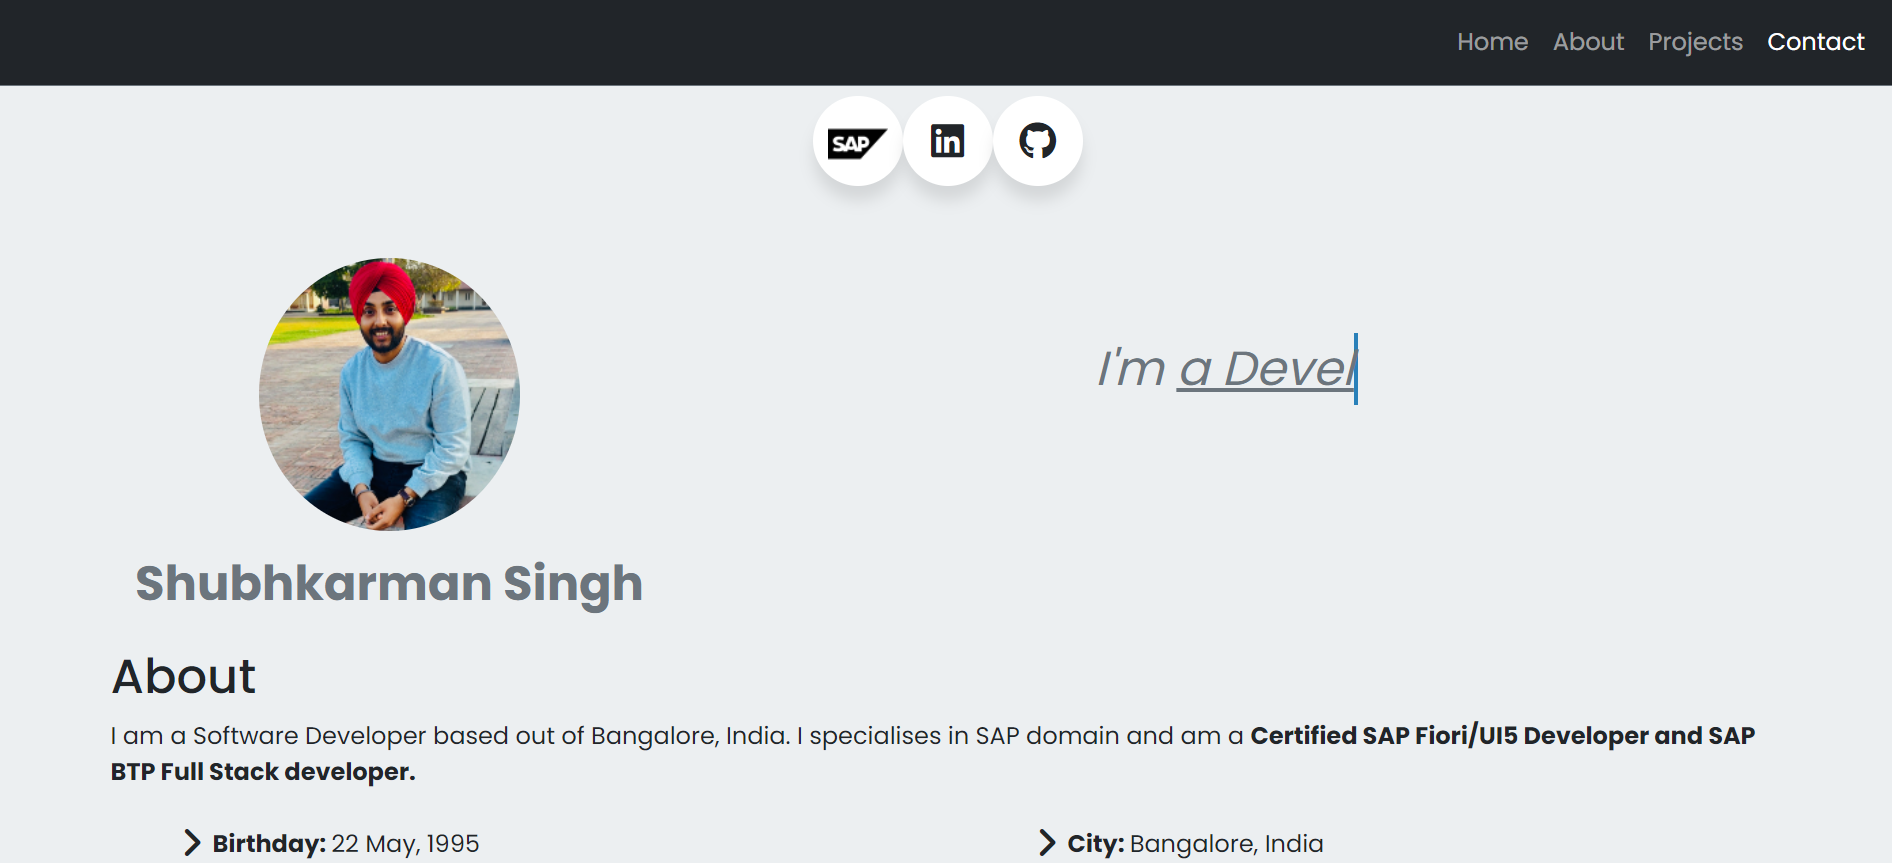 Home About Projects Contact
SAP in
I'm a Devel
Shubhkarman Singh
About
I am a Software Developer based out of Bangalore, India. I specialises in SAP domain and am a Certified SAP Fiori/UI5 Developer and SAP
BTP Full Stack developer.
Birthday: 22 May, 1995
City: Bangalore, India